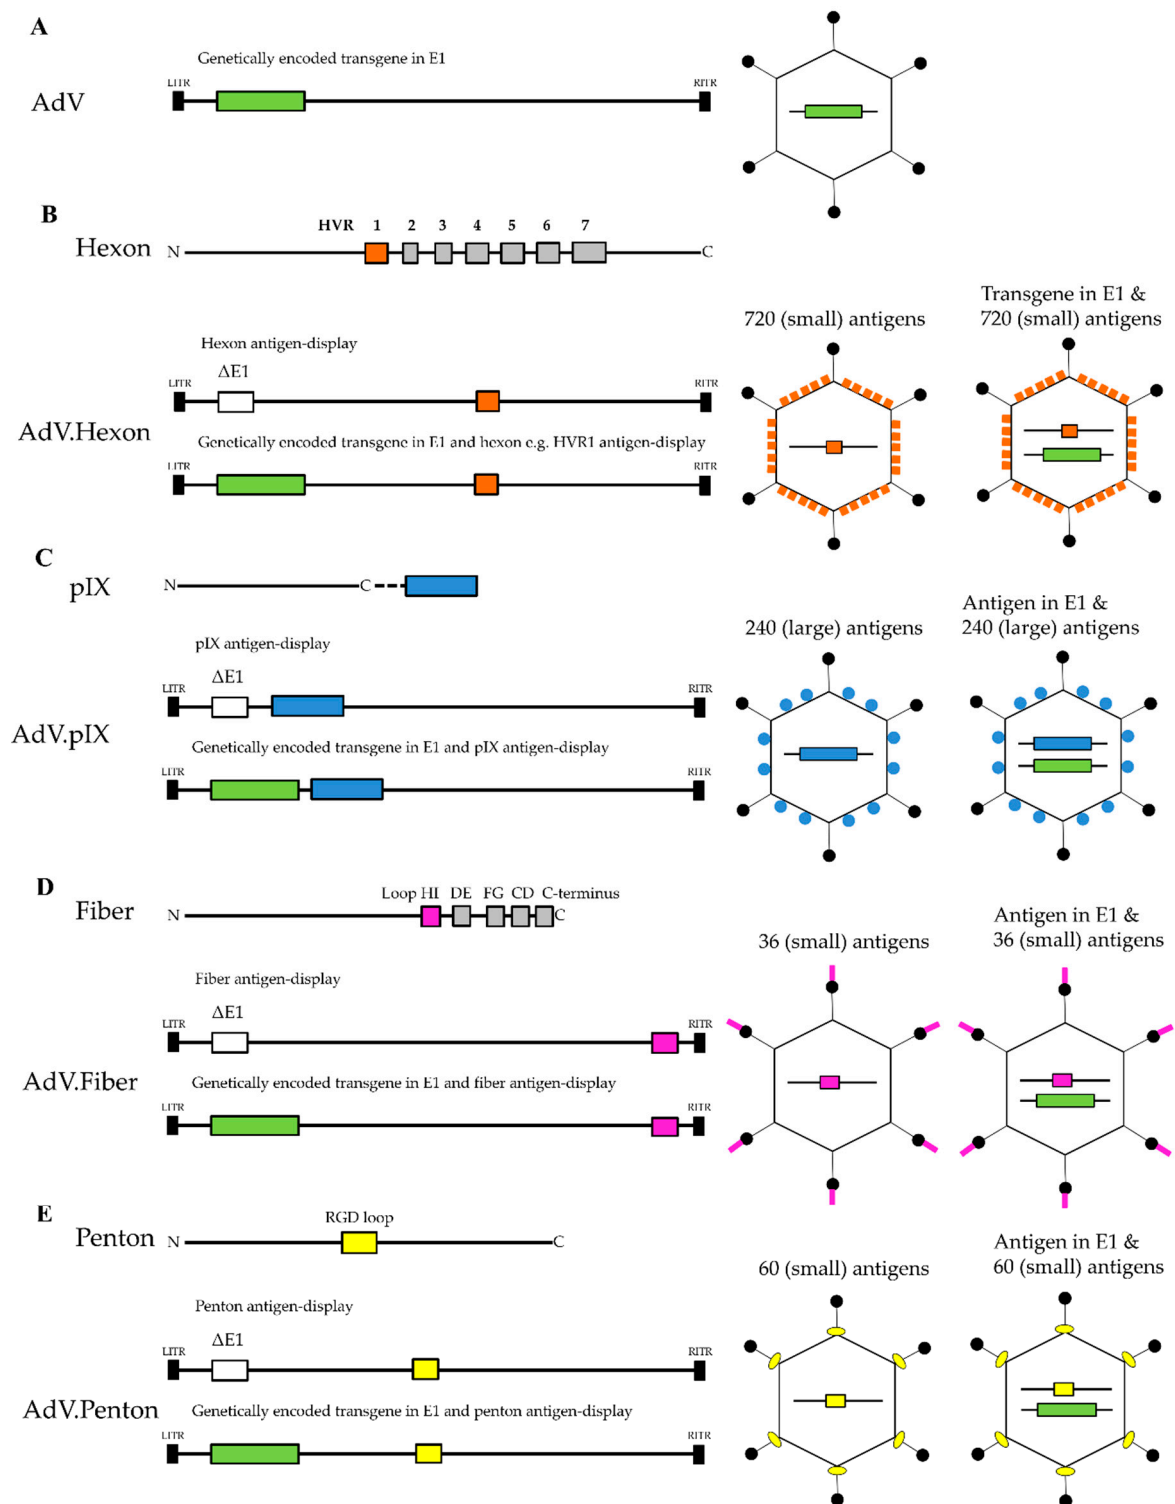 A
Genetically encoded transgene in E1
LITR
RITR
AdV
B
HVR 1 2 3 4 5 6 7
Hexon N
C
Transgene in E1 &
720 (small) antigens
720 (small) antigens
Hexon antigen-display
ΔE1
LITR
RITR
AdV.Hexon
Genetically encoded transgene in E1 and hexon e.g. HVR1 antigen-display
LITR
RITR
C
pIX
N
C
Antigen in E1 &
240 (large) antigens
240 (large) antigens
pIX antigen-display
ΔE1
LITR
RITR
AdV.pIX
Genetically encoded transgene in E1 and pIX antigen-display
LITR
RITR
D
Loop HI DE FG CD C-terminus
Fiber N
C
Antigen in E1 &
36 (small) antigens
36 (small) antigens
Fiber antigen-display
ΔE1
LITR
RITR
AdV.Fiber
Genetically encoded transgene in E1 and fiber antigen-display
LITR
RITR
E
RGD loop
Penton N
C
Antigen in E1 &
60 (small) antigens
60 (small) antigens
Penton antigen-display
ΔE1
LITR
RITR
AdV.Penton
Genetically encoded transgene in E1 and penton antigen-display
LITR
RITR